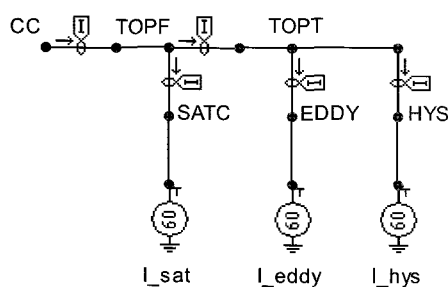 CC I TOPF I TOPT
I I I
SATC EDDY HYS
T T T
60 60 60
I_sat I_eddy I_hys